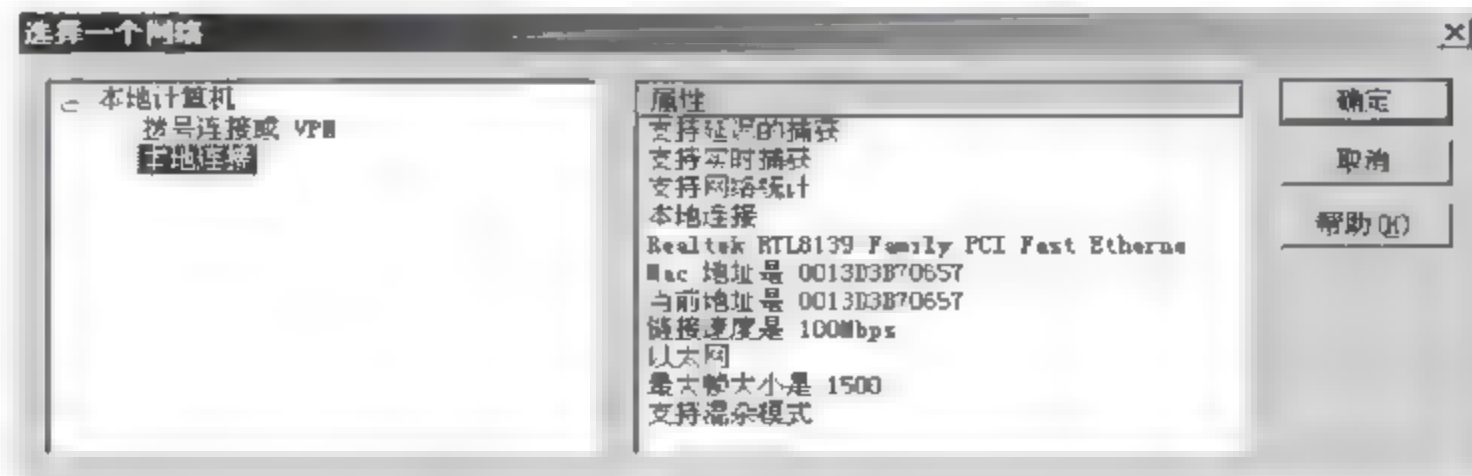 选择一个网络
本地计算机
拨号连接或 VPN
本地连接
属性
支持延迟的捕获
支持实时捕获
支持网络统计
本地连接
Realtek RTL8139 Family PCI Fast Etherne
Mac 地址是 0013D3B70657
当前地址是 0013D3B70657
链接速度是 100Mbps
以太网
最大帧大小是 1500
支持混杂模式
确定
取消
帮助(H)